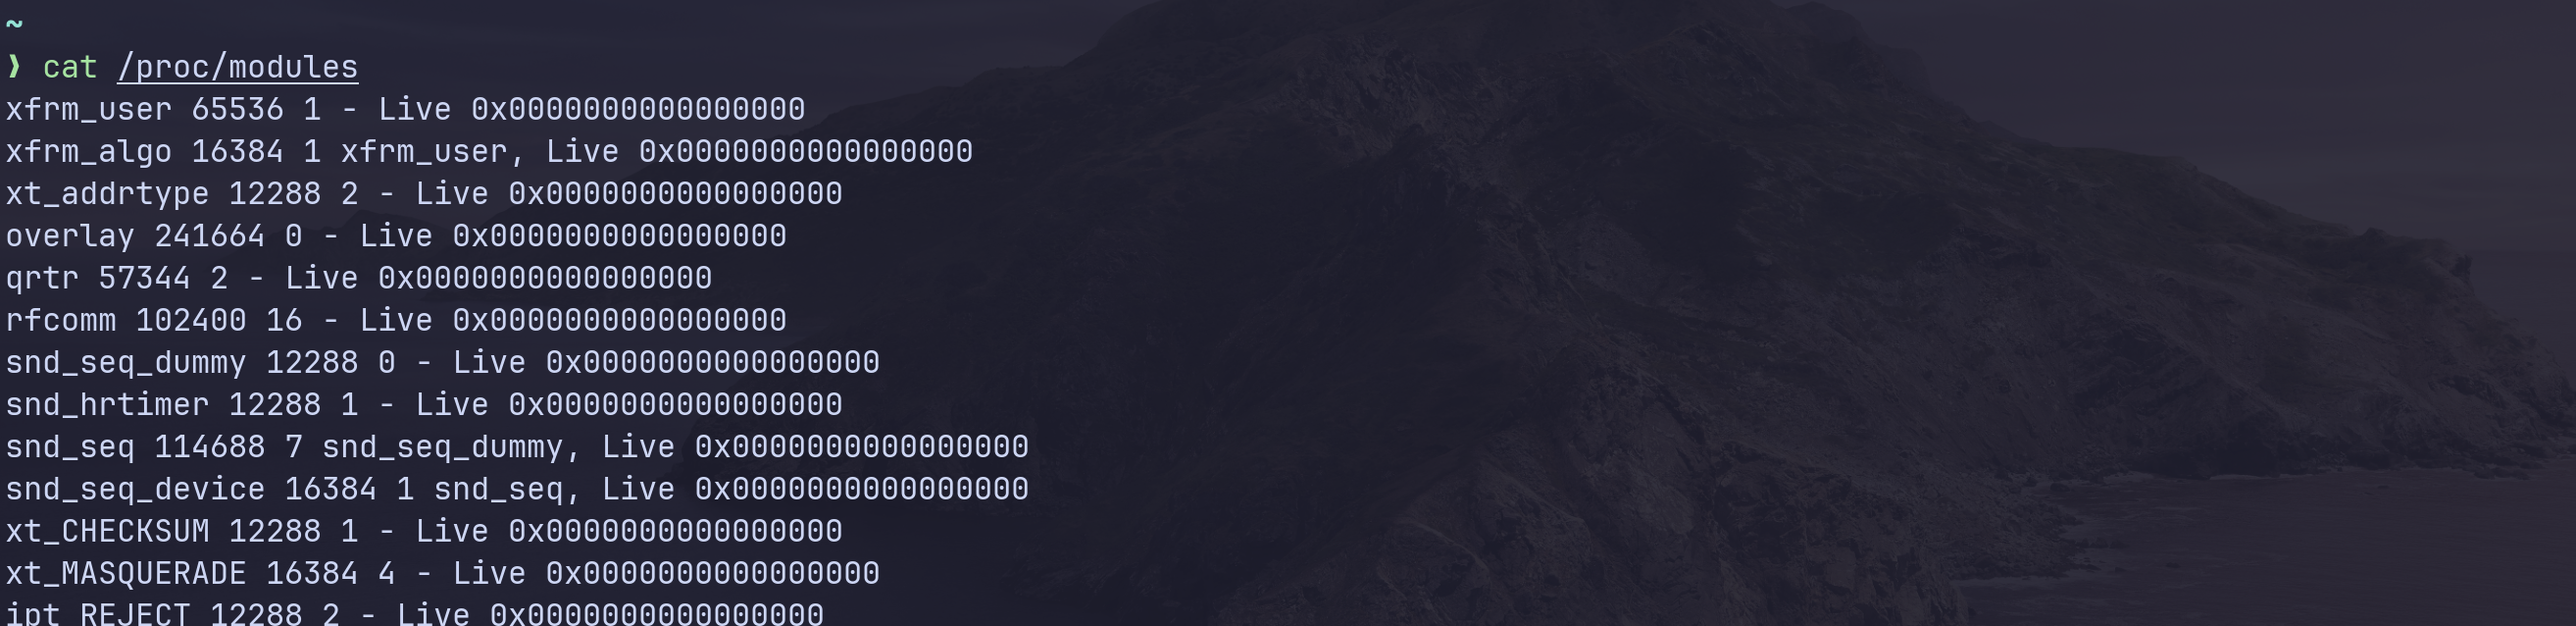 ~
❯ cat /proc/modules
xfrm_user 65536 1 - Live 0x0000000000000000
xfrm_algo 16384 1 xfrm_user, Live 0x0000000000000000
xt_addrtype 12288 2 - Live 0x0000000000000000
overlay 241664 0 - Live 0x0000000000000000
qrtr 57344 2 - Live 0x0000000000000000
rfcomm 102400 16 - Live 0x0000000000000000
snd_seq_dummy 12288 0 - Live 0x0000000000000000
snd_hrtimer 12288 1 - Live 0x0000000000000000
snd_seq 114688 7 snd_seq_dummy, Live 0x0000000000000000
snd_seq_device 16384 1 snd_seq, Live 0x0000000000000000
xt_CHECKSUM 12288 1 - Live 0x0000000000000000
xt_MASQUERADE 16384 4 - Live 0x0000000000000000
ipt_REJECT 12288 2 - Live 0x0000000000000000